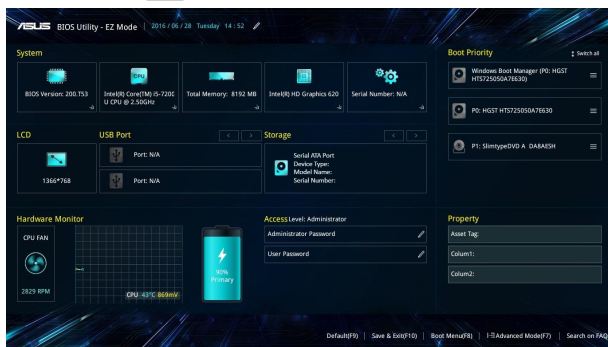 ASUS BIOS Utility - EZ Mode | 2016 / 06 / 28 Tuesday 14 : 52
System
BIOS Version: 200.T53
Intel(R) Core(TM) i5-7200
U CPU @ 2.50GHz
Total Memory: 8192 MB
Intel(R) HD Graphics 620
Serial Number: N/A
Boot Priority
Switch all
Windows Boot Manager (P0: HGST
HTS725050A7E630)
P0: HGST HTS725050A7E630
P1: SlimtypeDVD A DA8AESH
LCD
1366*768
USB Port
< >
Port: N/A
Port: N/A
Storage
< >
Serial ATA Port
Device Type:
Model Name:
Serial Number:
Hardware Monitor
CPU FAN
2829 RPM
CPU 43°C 869mV
90%
Primary
Access Level: Administrator
Administrator Password
User Password
Property
Asset Tag:
Colum1:
Colum2:
Default(F9) | Save & Exit(F10) | Boot Menu(F8) | Advanced Mode(F7) | Search on FAQ